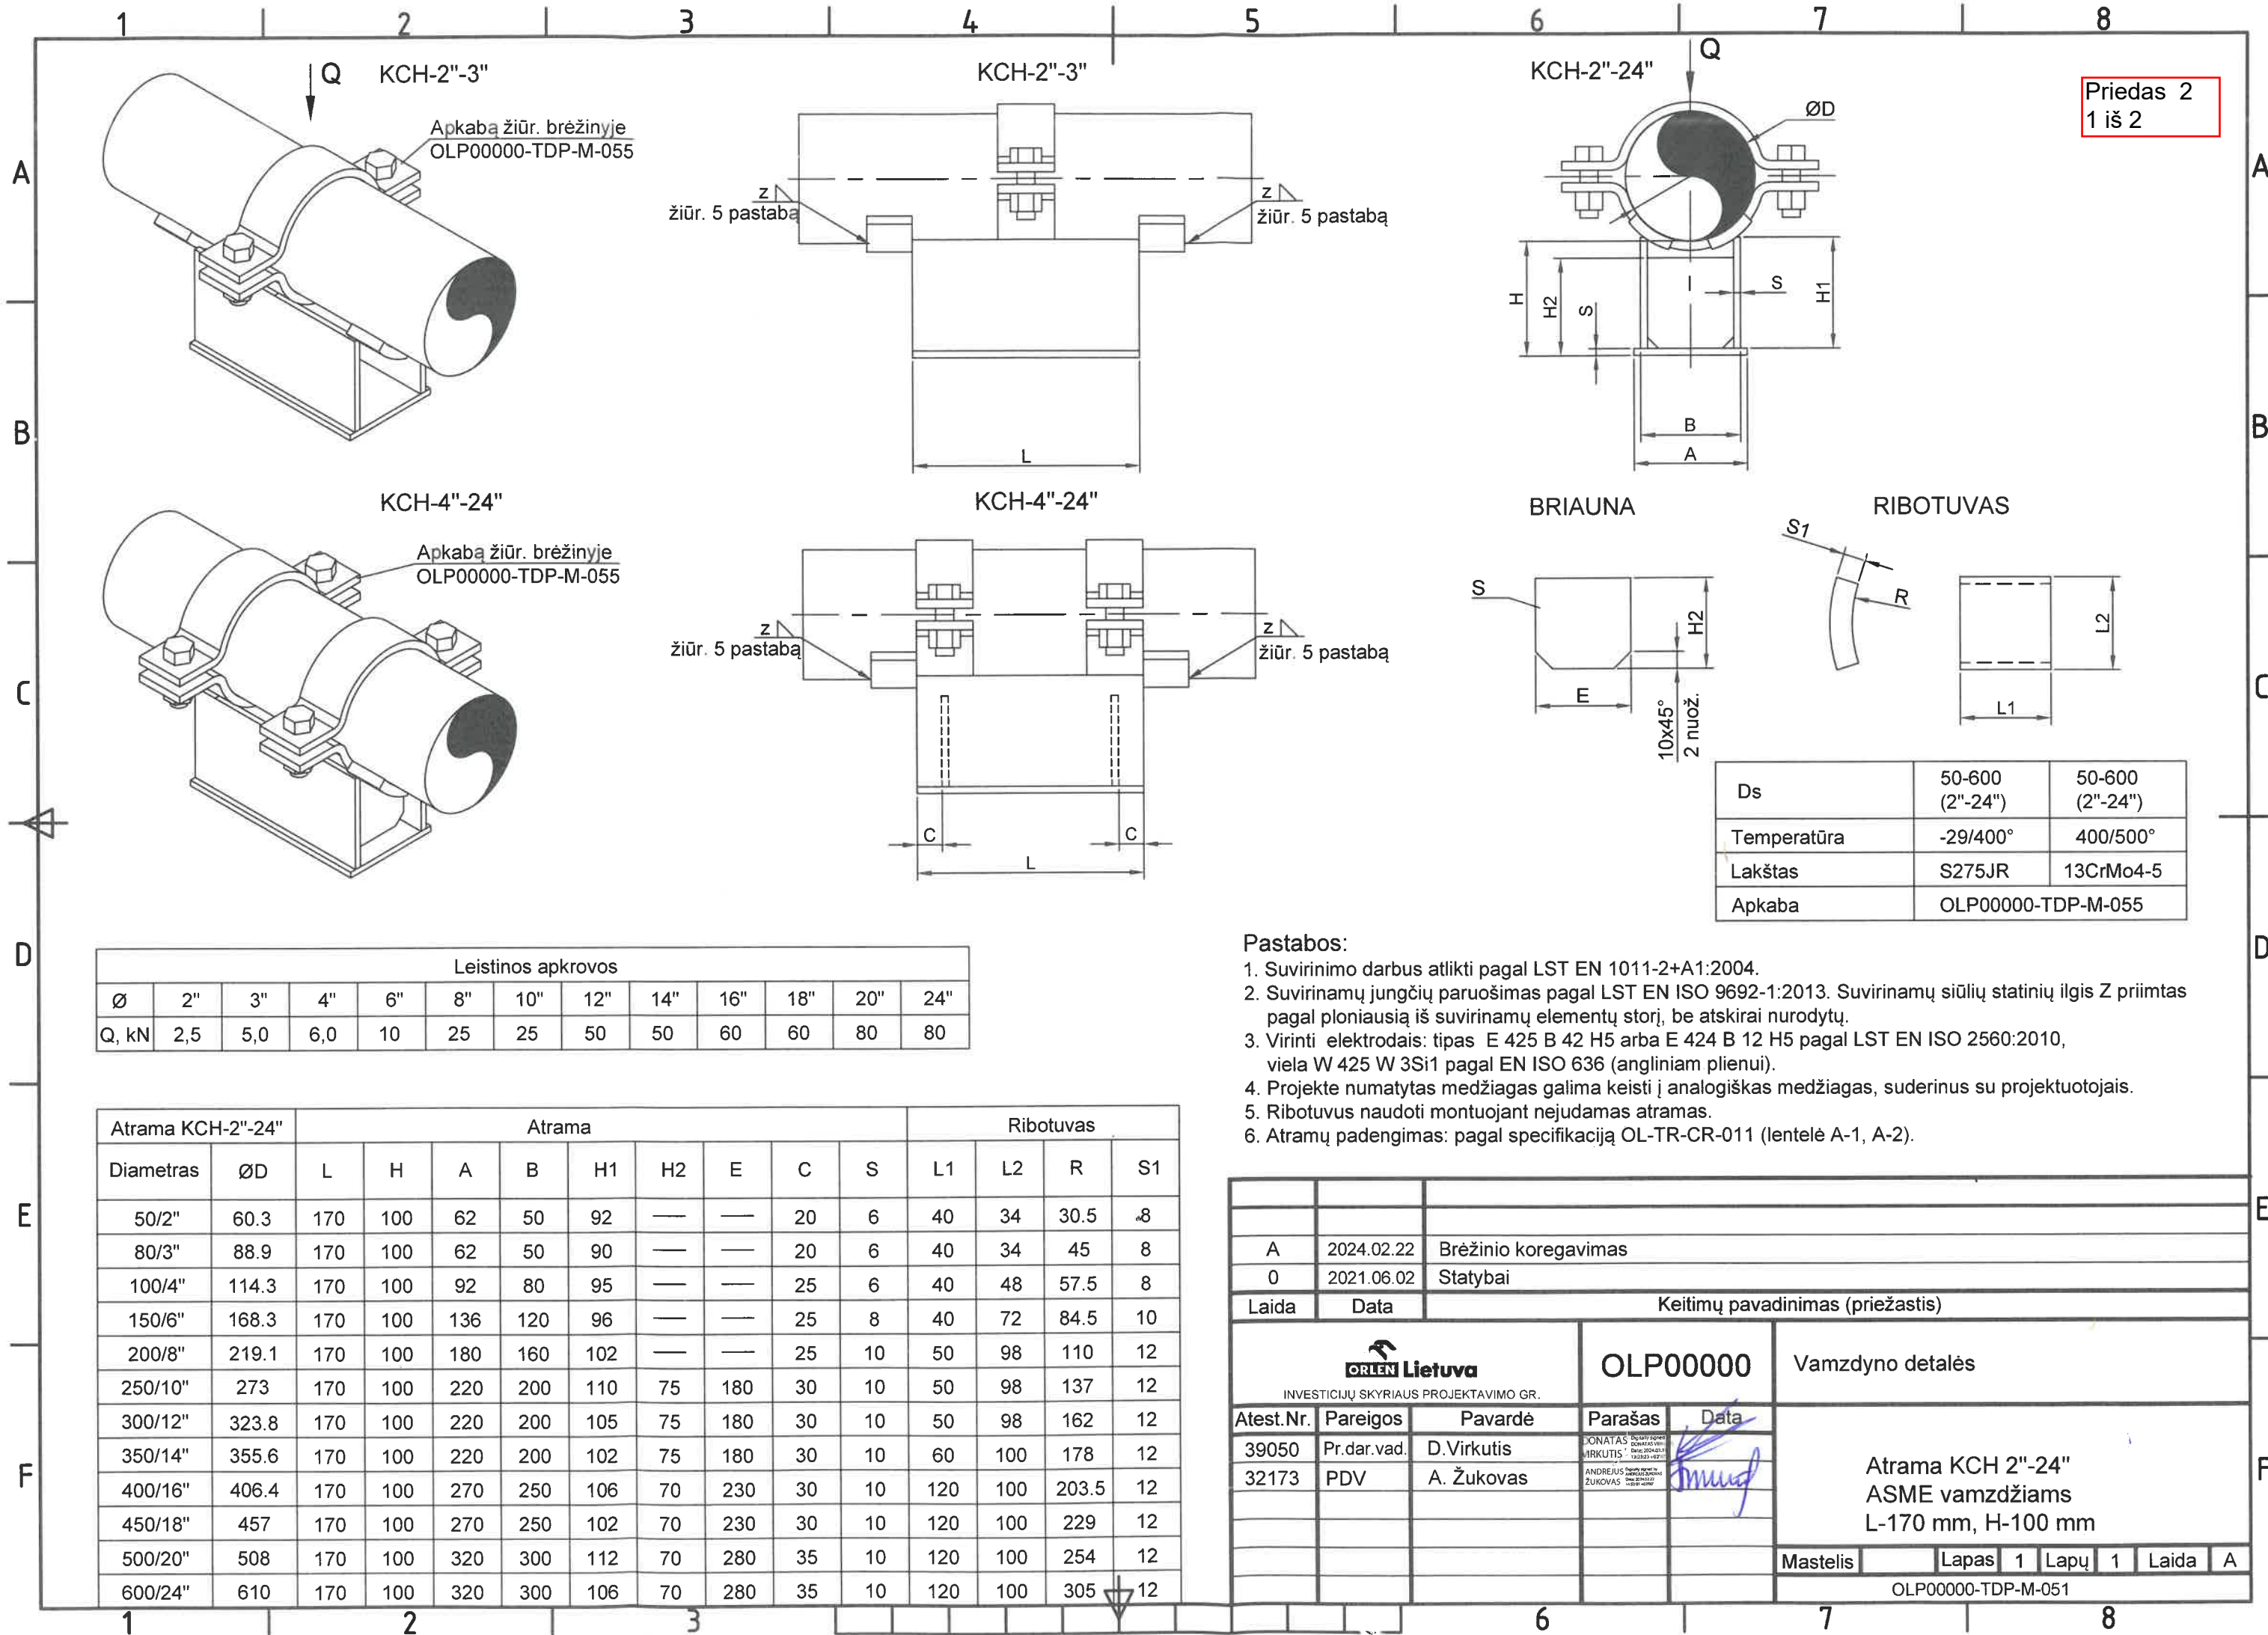 1 2 3 4 5 6 7 8
A B C D E F
A B C D E F
Priedas 2
1 iš 2
Q KCH-2"-3"
Apkabą žiūr. brėžinyje
OLP00000-TDP-M-055
KCH-2"-3"
z
žiūr. 5 pastabą
z
žiūr. 5 pastabą
L
KCH-2"-24"
Q
ØD
H
H2
S
S
H1
B
A
KCH-4"-24"
Apkabą žiūr. brėžinyje
OLP00000-TDP-M-055
KCH-4"-24"
z
žiūr. 5 pastabą
z
žiūr. 5 pastabą
C
C
L
BRIAUNA
S
H2
E
10x45°
2 nuož.
RIBOTUVAS
S1
R
L2
L1
Ds 50-600 (2"-24") 50-600 (2"-24")
Temperatūra -29/400° 400/500°
Lakštas S275JR 13CrMo4-5
Apkaba OLP00000-TDP-M-055
Leistinos apkrovos
Ø 2" 3" 4" 6" 8" 10" 12" 14" 16" 18" 20" 24"
Q, kN 2,5 5,0 6,0 10 25 25 50 50 60 60 80 80
Pastabos:
1. Suvirinimo darbus atlikti pagal LST EN 1011-2+A1:2004.
2. Suvirinamų jungčių paruošimas pagal LST EN ISO 9692-1:2013. Suvirinamų siūlių statinių ilgis Z priimtas
pagal ploniausią iš suvirinamų elementų storį, be atskirai nurodytų.
3. Virinti elektrodais: tipas E 425 B 42 H5 arba E 424 B 12 H5 pagal LST EN ISO 2560:2010,
viela W 425 W 3Si1 pagal EN ISO 636 (angliniam plienui).
4. Projekte numatytas medžiagas galima keisti į analogiškas medžiagas, suderinus su projektuotojais.
5. Ribotuvus naudoti montuojant nejudamas atramas.
6. Atramų padengimas: pagal specifikaciją OL-TR-CR-011 (lentelė A-1, A-2).
Atrama KCH-2"-24" Atrama Ribotuvas
Diametras ØD L H A B H1 H2 E C S L1 L2 R S1
50/2" 60.3 170 100 62 50 92 — — 20 6 40 34 30.5 8
80/3" 88.9 170 100 62 50 90 — — 20 6 40 34 45 8
100/4" 114.3 170 100 92 80 95 — — 25 6 40 48 57.5 8
150/6" 168.3 170 100 136 120 96 — — 25 8 40 72 84.5 10
200/8" 219.1 170 100 180 160 102 — — 25 10 50 98 110 12
250/10" 273 170 100 220 200 110 75 180 30 10 50 98 137 12
300/12" 323.8 170 100 220 200 105 75 180 30 10 50 98 162 12
350/14" 355.6 170 100 220 200 102 75 180 30 10 60 100 178 12
400/16" 406.4 170 100 270 250 106 70 230 30 10 120 100 203.5 12
450/18" 457 170 100 270 250 102 70 230 30 10 120 100 229 12
500/20" 508 170 100 320 300 112 70 280 35 10 120 100 254 12
600/24" 610 170 100 320 300 106 70 280 35 10 120 100 305 12
A 2024.02.22 Brėžinio koregavimas
0 2021.06.02 Statybai
Laida Data Keitimų pavadinimas (priežastis)
ORLEN Lietuva
INVESTICIJŲ SKYRIAUS PROJEKTAVIMO GR.
OLP00000
Vamzdyno detalės
Atest.Nr. Pareigos Pavardė Parašas Data
39050 Pr.dar.vad. D.Virkutis DONATAS VIRKUTIS
32173 PDV A. Žukovas ANDREJUS ŽUKOVAS
Atrama KCH 2"-24"
ASME vamzdžiams
L-170 mm, H-100 mm
Mastelis Lapas 1 Lapų 1 Laida A
OLP00000-TDP-M-051
1 2 3 6 7 8